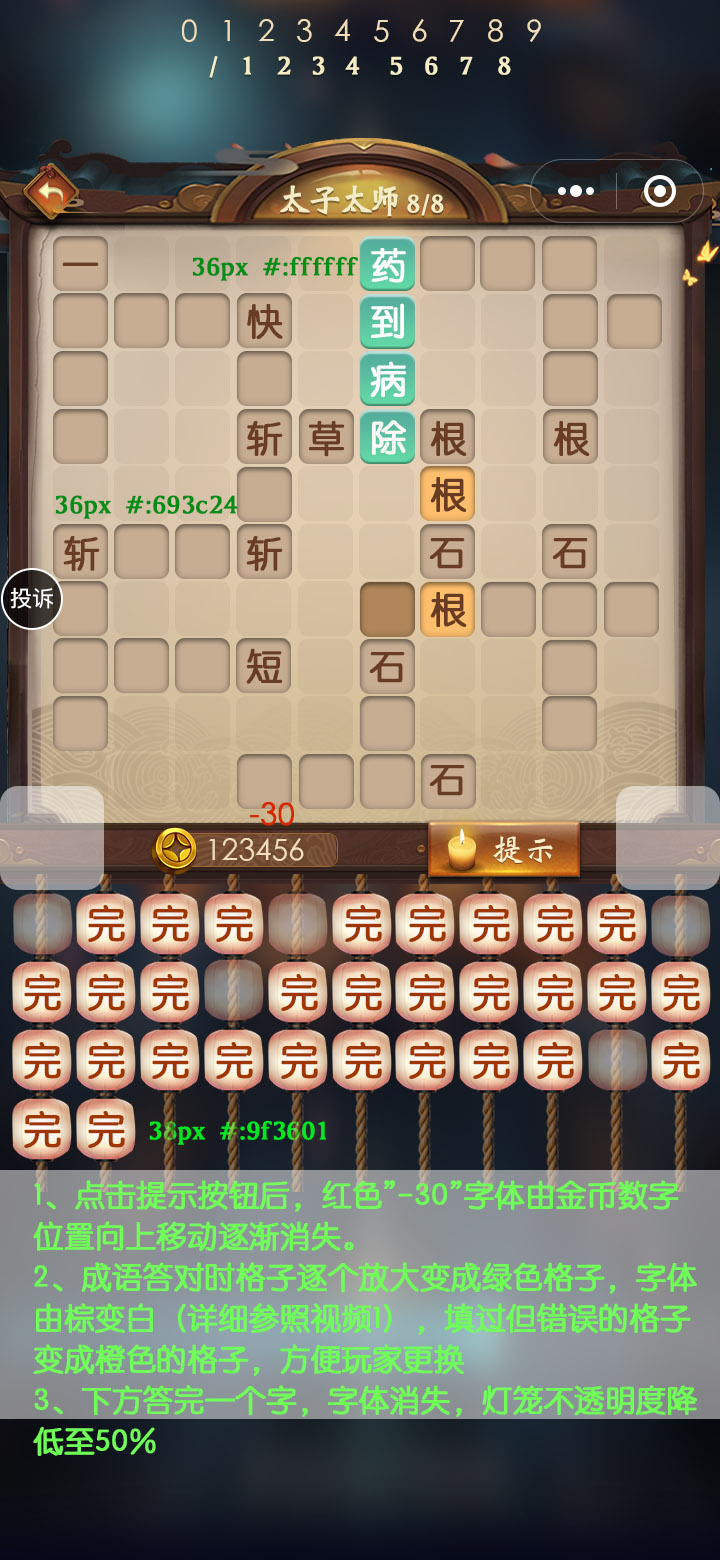 0 1 2 3 4 5 6 7 8 9
/ 1 2 3 4 5 6 7 8
太子太师 8/8
一 36px #:ffffff 药
快 到
病
斩 草 除 根 根
36px #:693c24 根
斩 斩 石 石
投诉
根
短 石
石
-30
123456 提示
完 完 完 完 完 完 完 完
完 完 完 完 完 完 完 完 完 完
完 完 完 完 完 完 完 完 完 完
完 完 38px #:9f3601
1、点击提示按钮后，红色”-30”字体由金币数字
位置向上移动逐渐消失。
2、成语答对时格子逐个放大变成绿色格子，字体
由棕变白（详细参照视频1），填过但错误的格子
变成橙色的格子，方便玩家更换
3、下方答完一个字，字体消失，灯笼不透明度降
低至50%